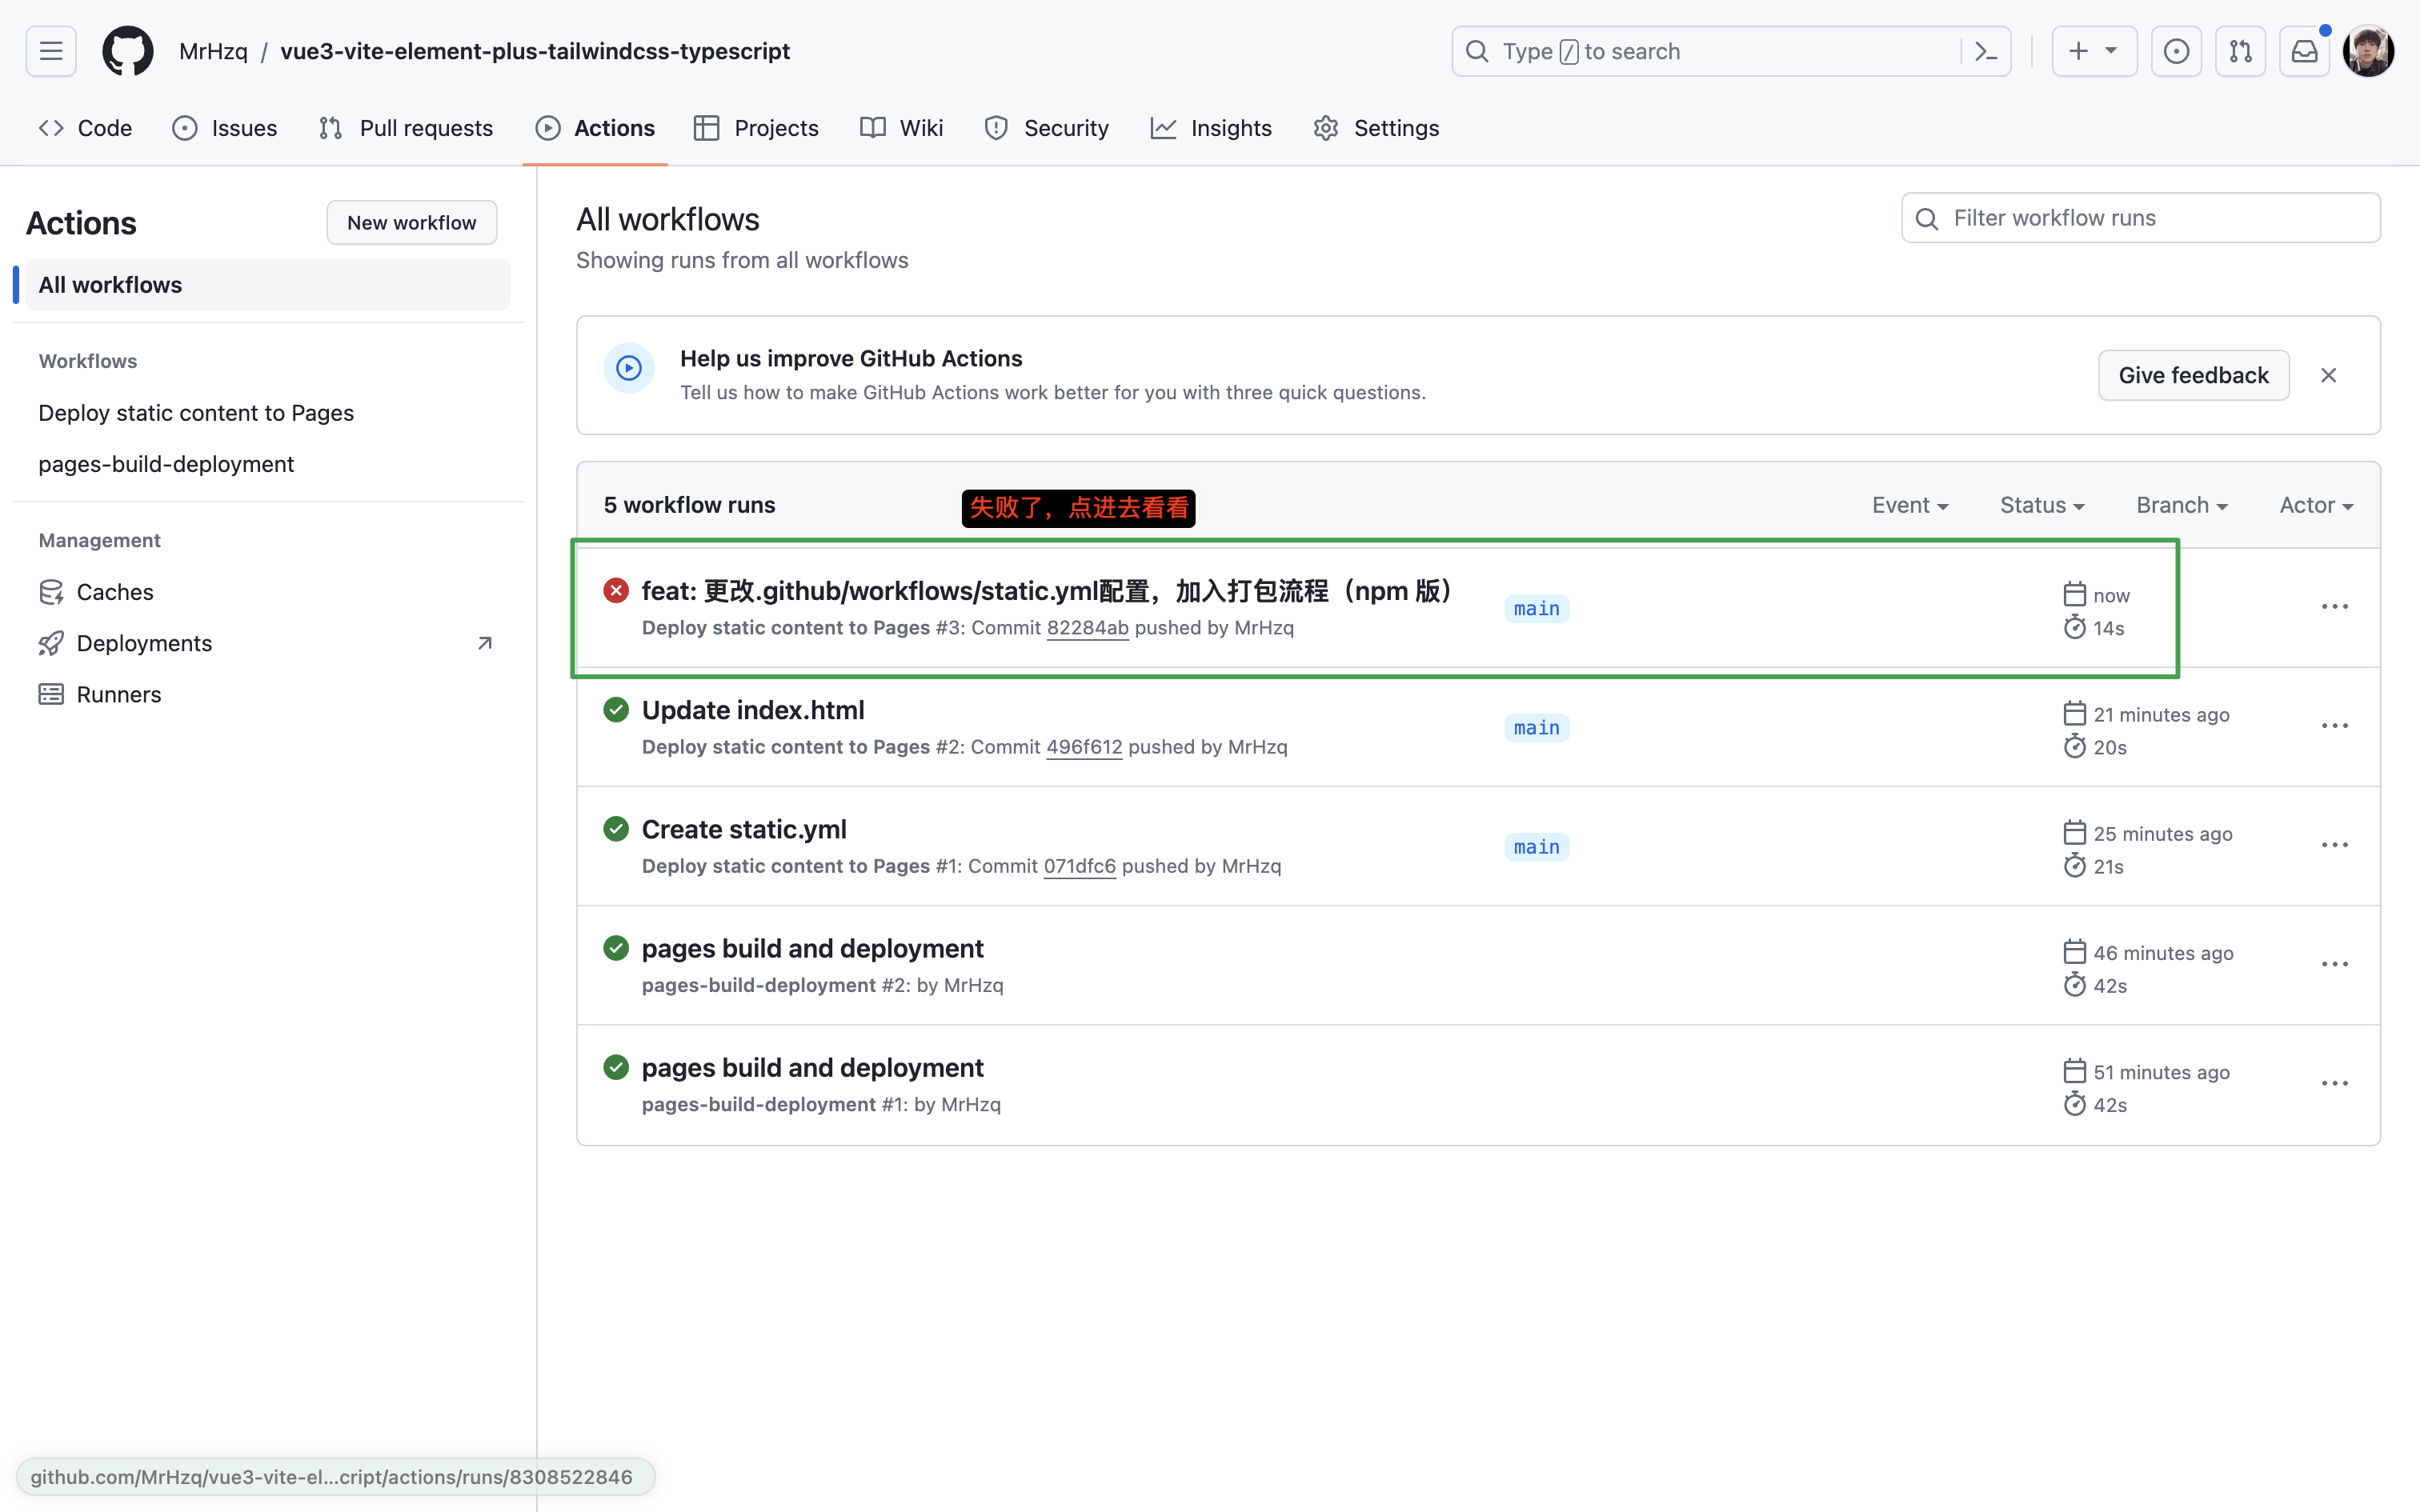 MrHzq / vue3-vite-element-plus-tailwindcss-typescript
Type / to search
Code
Issues
Pull requests
Actions
Projects
Wiki
Security
Insights
Settings
Actions
New workflow
All workflows
Workflows
Deploy static content to Pages
pages-build-deployment
Management
Caches
Deployments
Runners
All workflows
Showing runs from all workflows
Filter workflow runs
Help us improve GitHub Actions
Tell us how to make GitHub Actions work better for you with three quick questions.
Give feedback
5 workflow runs
失败了，点进去看看
Event
Status
Branch
Actor
feat: 更改.github/workflows/static.yml配置，加入打包流程（npm 版）
Deploy static content to Pages #3: Commit 82284ab pushed by MrHzq
main
now
14s
Update index.html
Deploy static content to Pages #2: Commit 496f612 pushed by MrHzq
main
21 minutes ago
20s
Create static.yml
Deploy static content to Pages #1: Commit 071dfc6 pushed by MrHzq
main
25 minutes ago
21s
pages build and deployment
pages-build-deployment #2: by MrHzq
46 minutes ago
42s
pages build and deployment
pages-build-deployment #1: by MrHzq
51 minutes ago
42s
github.com/MrHzq/vue3-vite-el...cript/actions/runs/8308522846